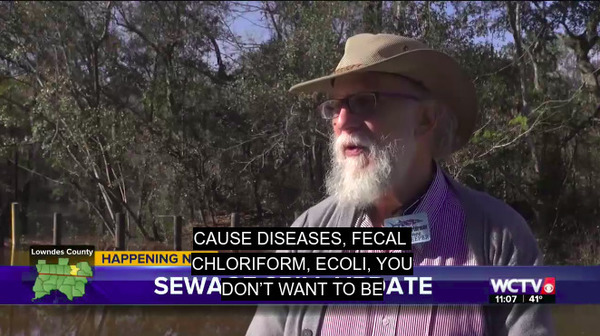 CAUSE DISEASES, FECAL
CHLORIFORM, ECOLI, YOU
DON'T WANT TO BE
Lowndes County
HAPPENING N
SEWA
ATE
WCTV
11:07 41°